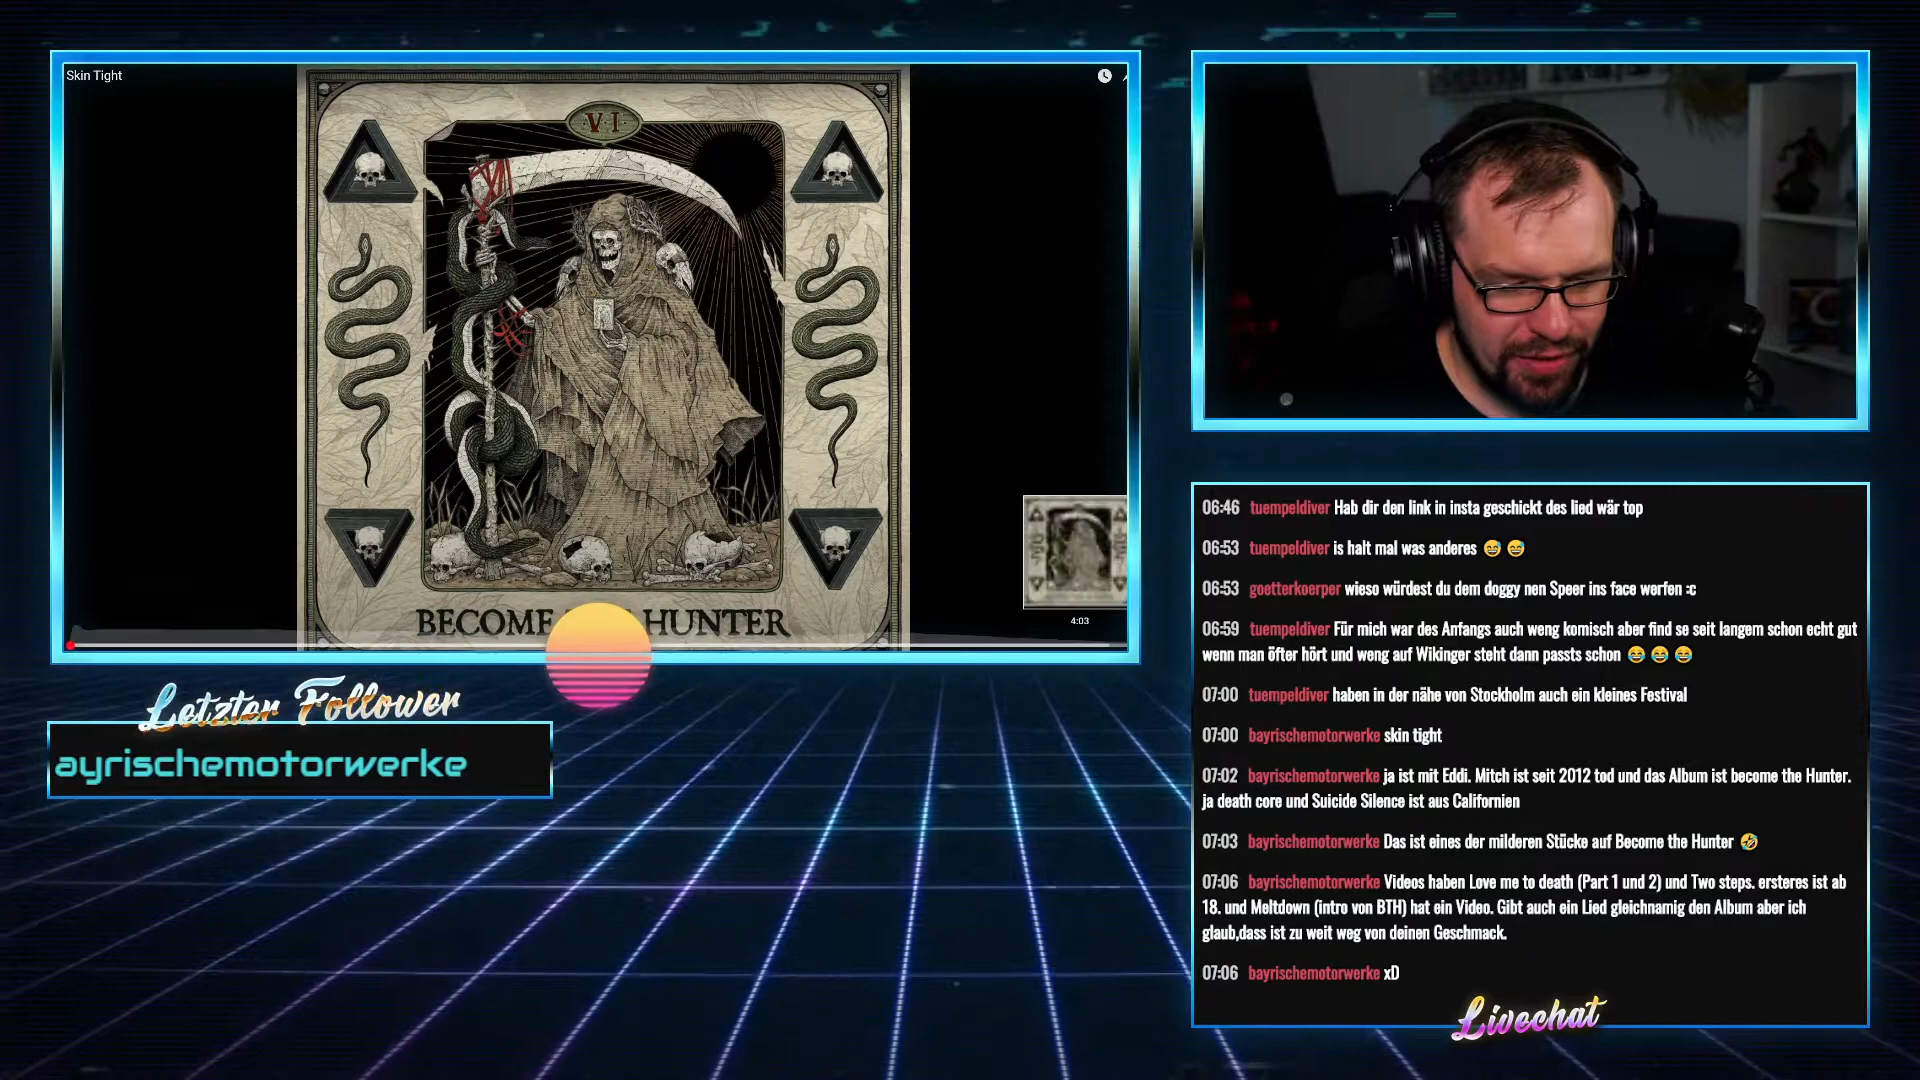 Skin Tight
VI
BECOME HUNTER
4:03
Letzter Follower
ayrischemotorwerke
06:46 tuempeldiver Hab dir den link in insta geschickt des lied wär top
06:53 tuempeldiver is halt mal was anderes 😅 😅
06:53 goetterkoerper wieso würdest du dem doggy nen Speer ins face werfen :c
06:59 tuempeldiver Für mich war des Anfangs auch weng komisch aber find se seit langem schon echt gut
wenn man öfter hört und weng auf Wikinger steht dann passts schon 😂 😂 😂
07:00 tuempeldiver haben in der nähe von Stockholm auch ein kleines Festival
07:00 bayrischemotorwerke skin tight
07:02 bayrischemotorwerke ja ist mit Eddi. Mitch ist seit 2012 tod und das Album ist become the Hunter.
ja death core und Suicide Silence ist aus Californien
07:03 bayrischemotorwerke Das ist eines der milderen Stücke auf Become the Hunter 🤣
07:06 bayrischemotorwerke Videos haben Love me to death (Part 1 und 2) und Two steps. ersteres ist ab
18. und Meltdown (intro von BTH) hat ein Video. Gibt auch ein Lied gleichnamig den Album aber ich
glaub,dass ist zu weit weg von deinen Geschmack.
07:06 bayrischemotorwerke xD
Livechat